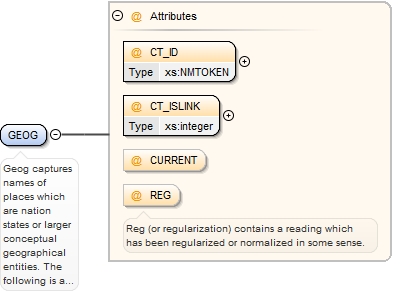 @ Attributes
@ CT_ID
Type xs:NMTOKEN
@ CT_ISLINK
Type xs:integer
GEOG
@ CURRENT
Geog captures
names of
places which
are nation
states or larger
conceptual
geographical
entities. The
following is a...
@ REG
Reg (or regularization) contains a reading which
has been regularized or normalized in some sense.